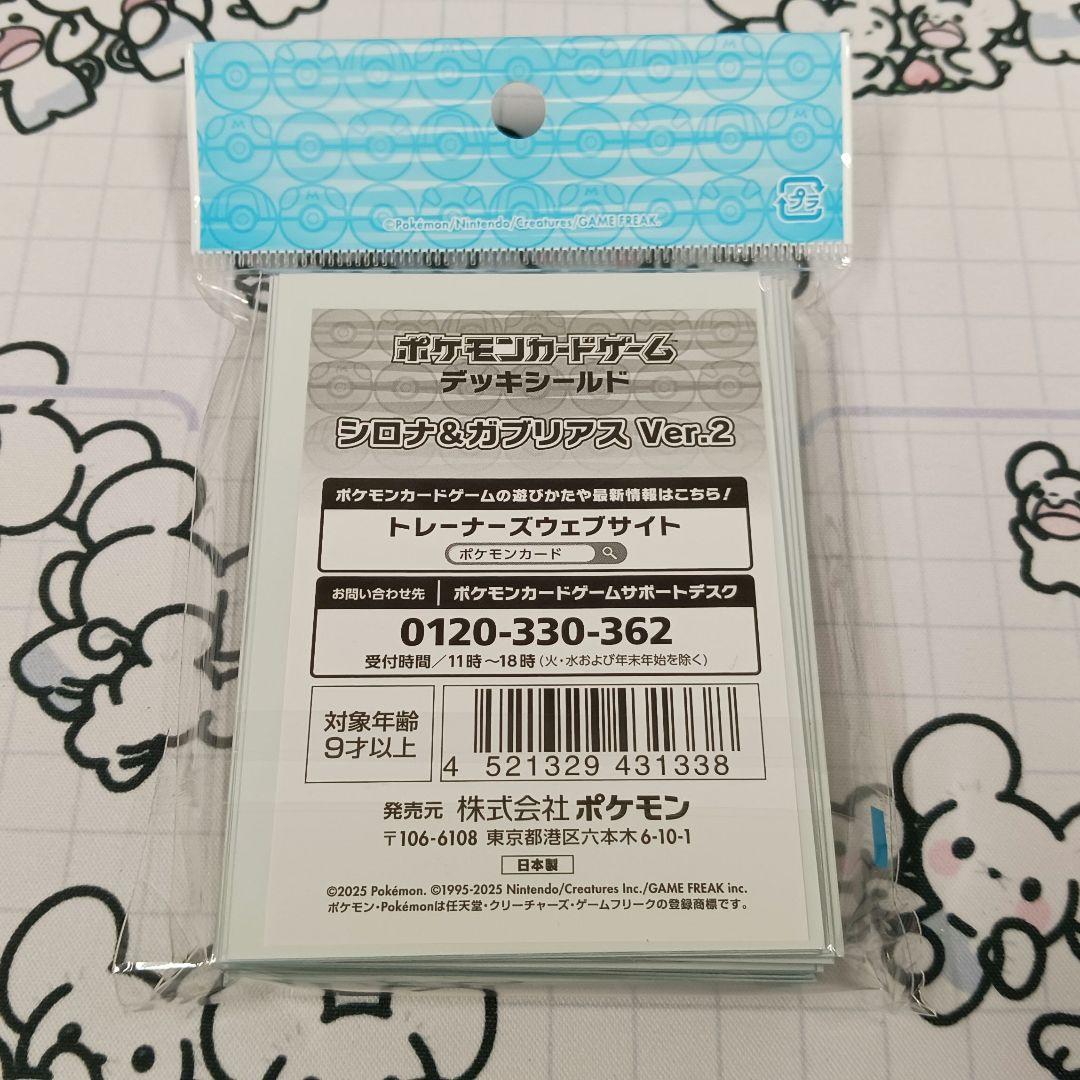 プラ
©Pokémon/Nintendo/Creatures/GAME FREAK.
ポケモンカードゲーム
デッキシールド
シロナ&ガブリアス Ver.2
ポケモンカードゲームの遊びかたや最新情報はこちら!
トレーナーズウェブサイト
ポケモンカード
お問い合わせ先 ポケモンカードゲームサポートデスク
0120-330-362
受付時間/11時~18時(火・水および年末年始を除く)
対象年齢
9才以上
4 521329 431338
発売元 株式会社 ポケモン
〒106-6108 東京都港区六本木6-10-1
日本製
©2025 Pokémon. ©1995-2025 Nintendo/Creatures Inc./GAME FREAK inc.
ポケモン・Pokémonは任天堂・クリーチャーズ・ゲームフリークの登録商標です。